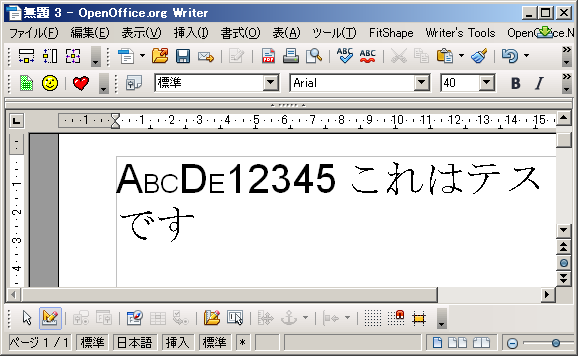 無題 3 - OpenOffice.org Writer
ファイル(F) 編集(E) 表示(V) 挿入(I) 書式(O) 表(A) ツール(T) FitShape Writer's Tools OpenO
標準 Arial 40 B I
1 1 2 3 4 5 6 7 8 9 10 11 12 13 14 15
ABCDE12345 これはテス
です
ページ 1 / 1 標準 日本語 挿入 標準 *